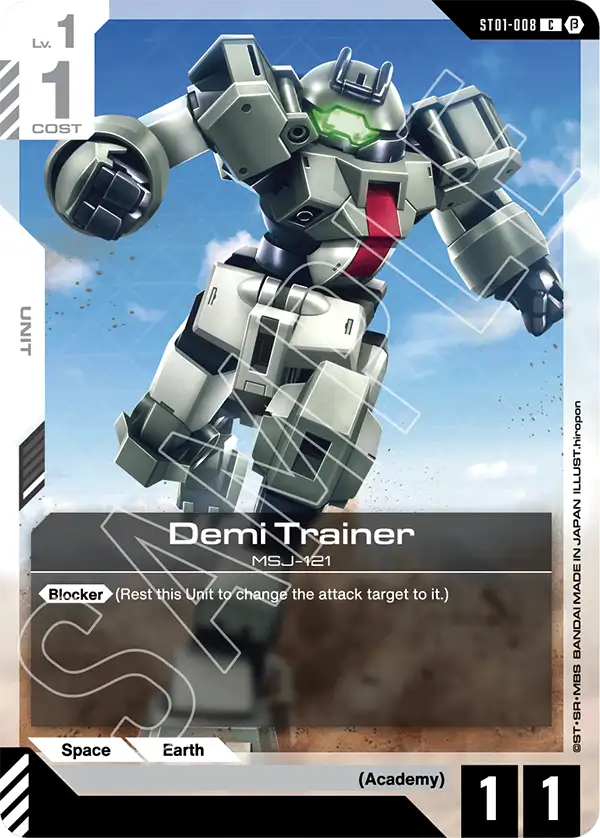 Lv. 1
ST01-008 C β
1
COST
UNIT
Demi Trainer
MSJ-121
Blocker (Rest this Unit to change the attack target to it.)
SAMPLE
Space Earth
(Academy)
1 1
©ST・SR・MBS BANDAI MADE IN JAPAN ILLUST.hiropon